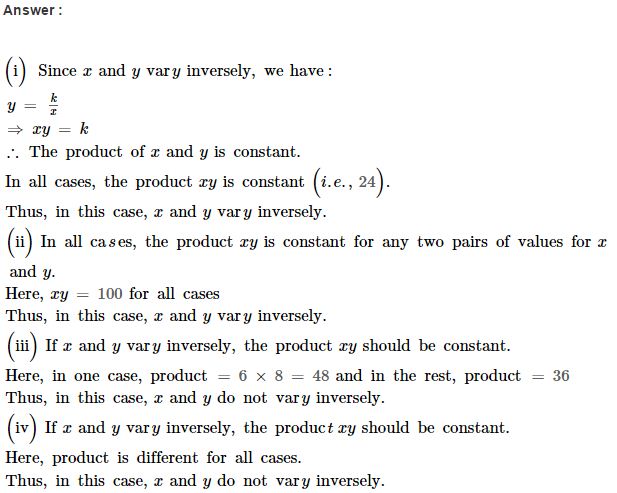 Answer :
(i) Since x and y vary inversely, we have :
y = k/x
⇒ xy = k
∴ The product of x and y is constant.
In all cases, the product xy is constant (i.e., 24).
Thus, in this case, x and y vary inversely.
(ii) In all cases, the product xy is constant for any two pairs of values for x
and y.
Here, xy = 100 for all cases
Thus, in this case, x and y vary inversely.
(iii) If x and y vary inversely, the product xy should be constant.
Here, in one case, product = 6 × 8 = 48 and in the rest, product = 36
Thus, in this case, x and y do not vary inversely.
(iv) If x and y vary inversely, the product xy should be constant.
Here, product is different for all cases.
Thus, in this case, x and y do not vary inversely.